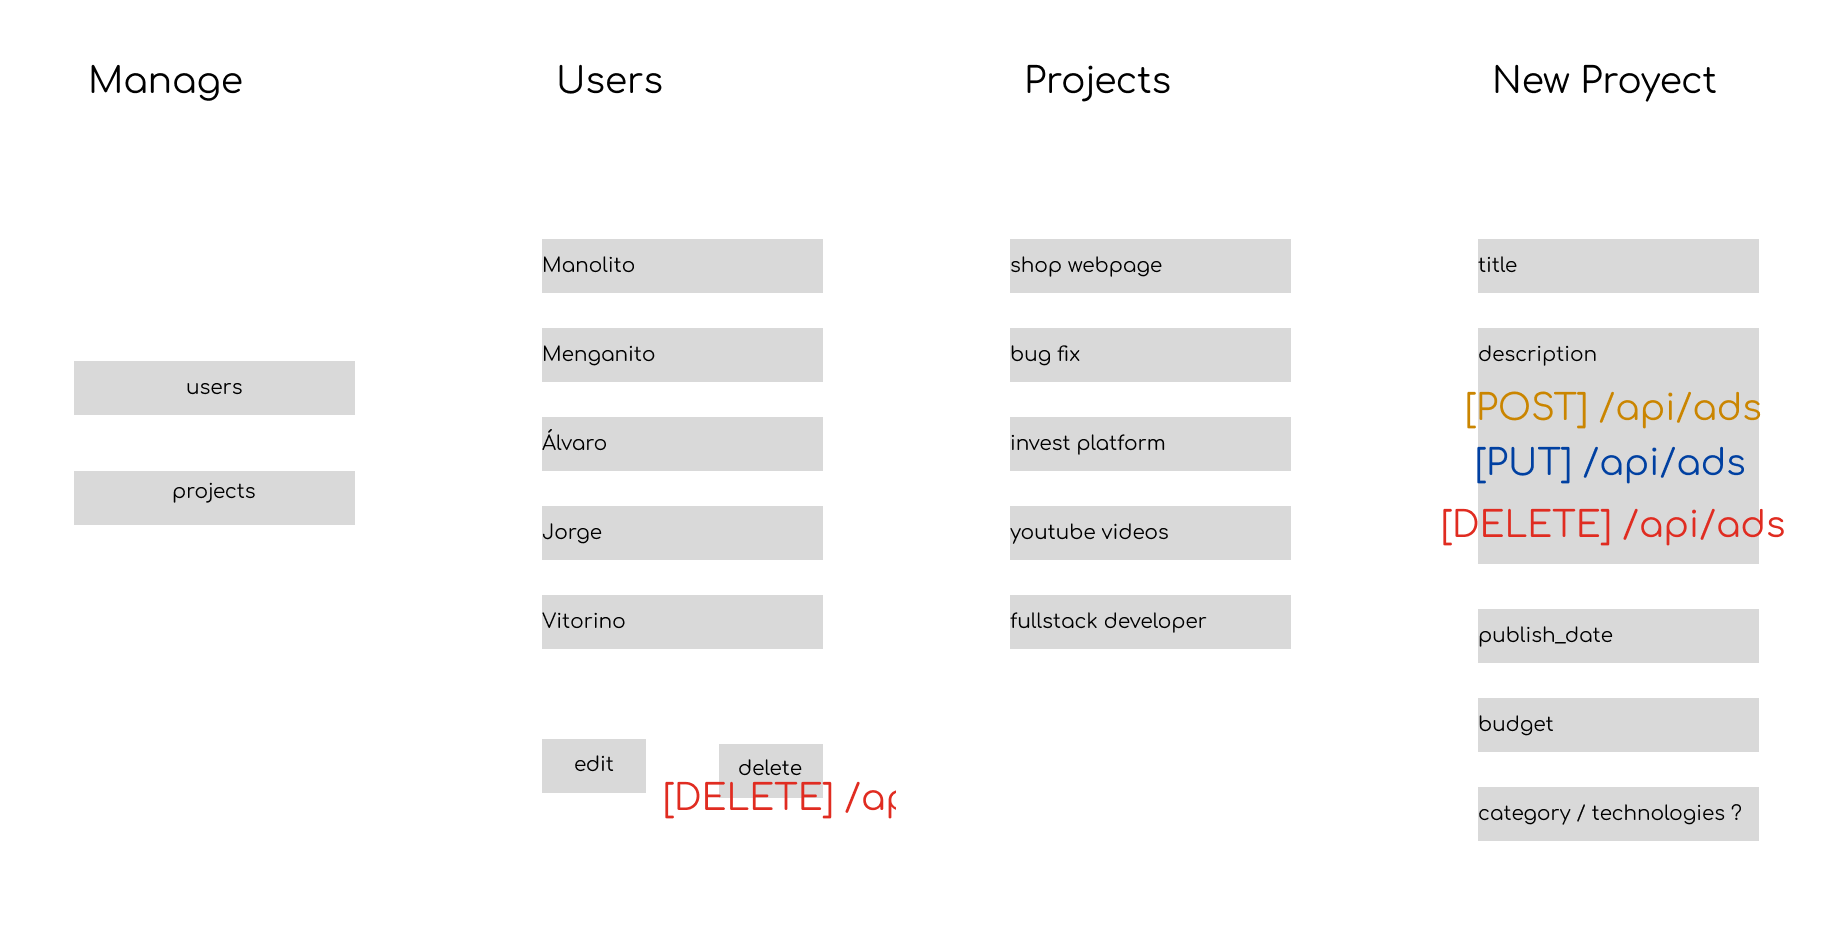 Manage
users
projects
Users
Manolito
Menganito
Álvaro
Jorge
Vitorino
edit
delete
[DELETE] /ap
Projects
shop webpage
bug fix
invest platform
youtube videos
fullstack developer
New Proyect
title
description
[POST] /api/ads
[PUT] /api/ads
[DELETE] /api/ads
publish_date
budget
category / technologies ?